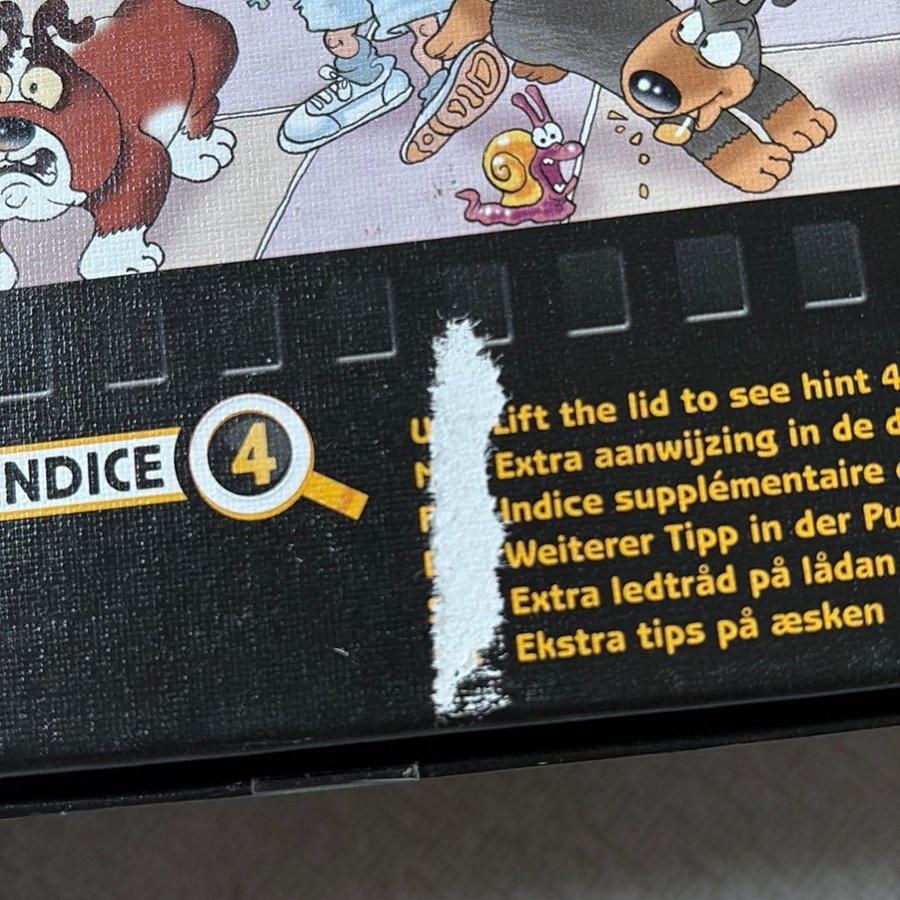 NDICE 4
Lift the lid to see hint 4
Extra aanwijzing in de d
Indice supplémentaire
Weiterer Tipp in der Pu
Extra ledtråd på lådan
Ekstra tips på æsken